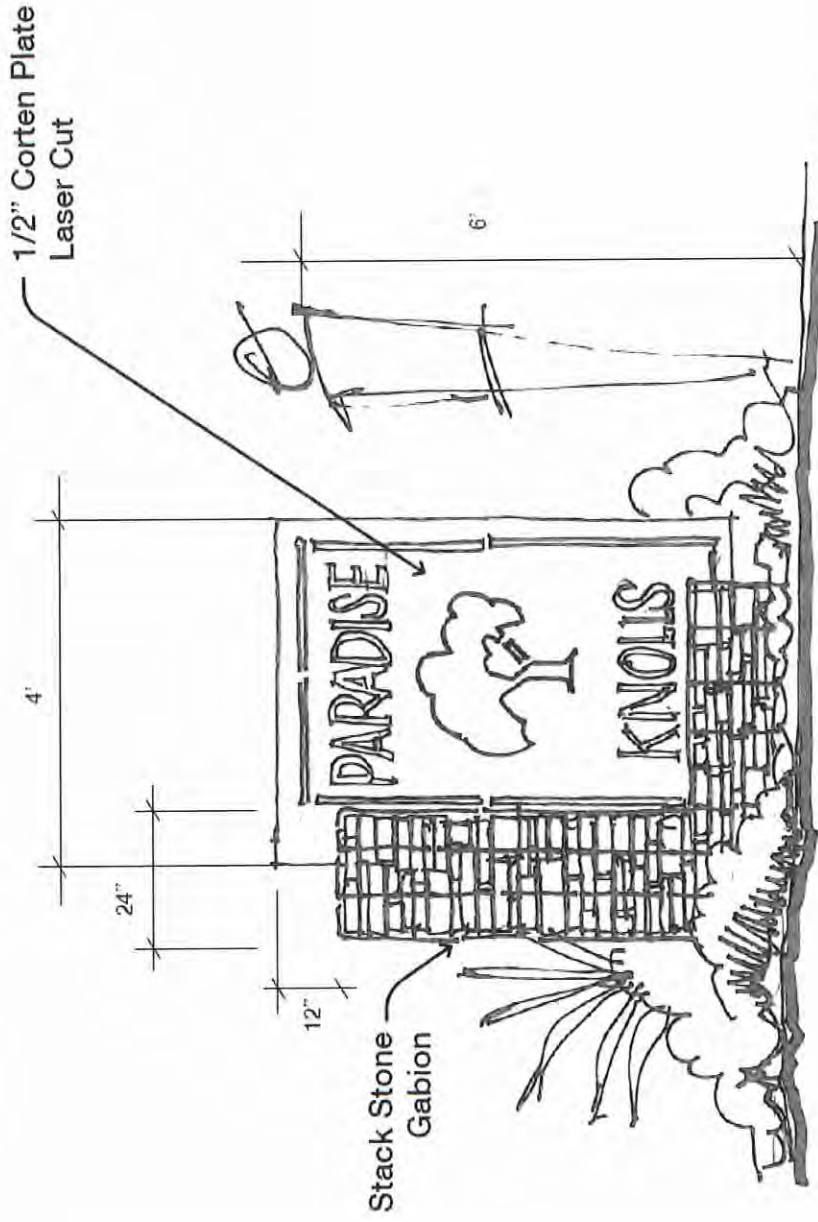 1/2" Corten Plate
Laser Cut
4'
24"
12"
6'
PARADISE
KNOLLS
Stack Stone
Gabion